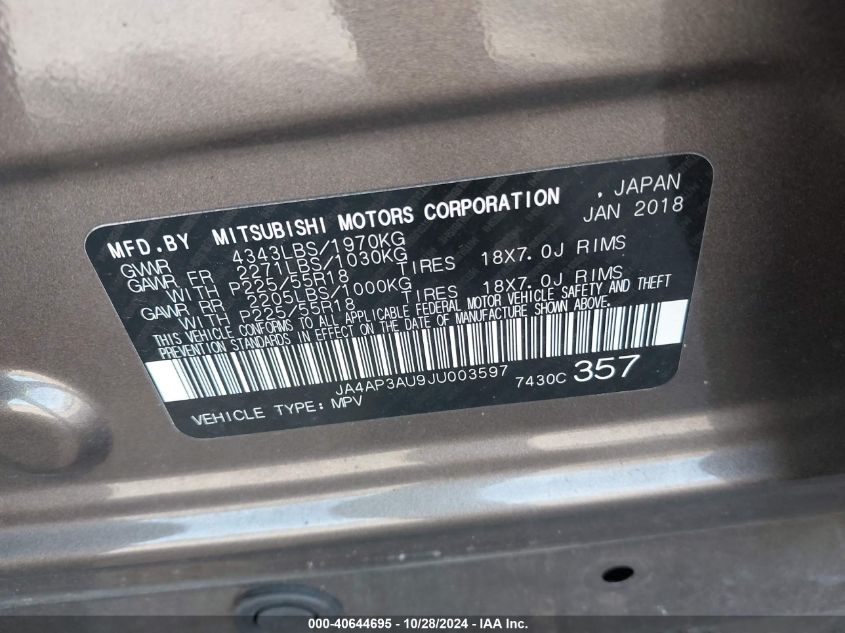 MFD.BY MITSUBISHI MOTORS CORPORATION , JAPAN
GVWR 4343LBS/1970KG JAN 2018
GAWR FR 2271LBS/1030KG
WITH P225/55R18 TIRES 18X7.0J RIMS
GAWR RR 2205LBS/1000KG
WITH P225/55R18 TIRES 18X7.0J RIMS
THIS VEHICLE CONFORMS TO ALL APPLICABLE FEDERAL MOTOR VEHICLE SAFETY AND THEFT
PREVENTION STANDARDS IN EFFECT ON THE DATE OF MANUFACTURE SHOWN ABOVE.
JA4AP3AU9JU003597
VEHICLE TYPE: MPV 7430C 357
000-40644695 - 10/28/2024 - IAA Inc.